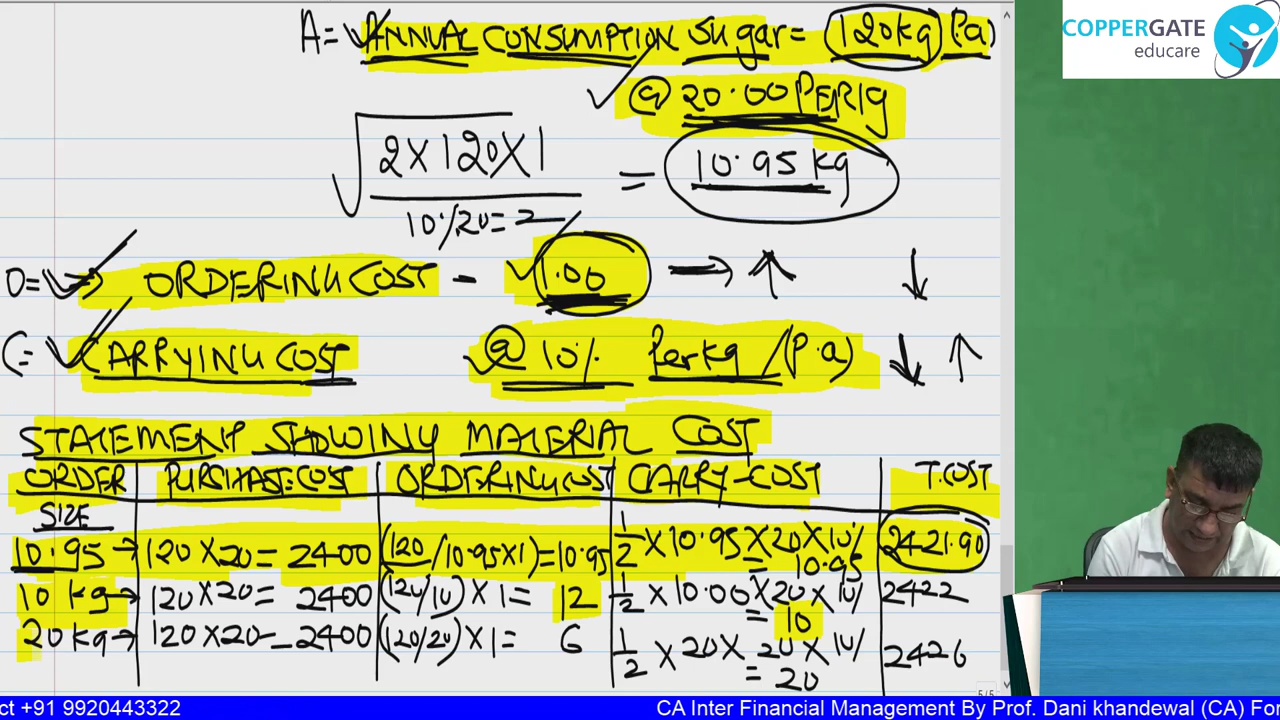 COPPERGATE
educare
A= ANNUAL CONSUMPTION Sugar= 120kg (Pa)
@ 20.00 PER kg
√ 2 X 120 X 1
10%/20=2
= 10.95 kg
O= ORDERING COST - 1.00 → ↑ ↓
C= CARRYING COST @ 10% Per kg / (P.a) ↓ ↑
STATEMENT SHOWING MATERIAL COST
ORDER SIZE PURCHASE COST ORDERING COST CARRY-COST T.COST
10.95 → 120 X 20 = 2400 (120/10.95 X 1) = 10.95 1/2 X 10.95 X 20 X 10% = 10.95 2421.90
10 kg → 120 X 20 = 2400 (120/10) X 1 = 12 1/2 X 10.00 X 20 X 10% = 10 2422
20 kg → 120 X 20 - 2400 (120/20) X 1 = 6 1/2 X 20 X 20 X 10% = 20 2426
5/5
ct +91 9920443322 CA Inter Financial Management By Prof. Dani khandewal (CA) For